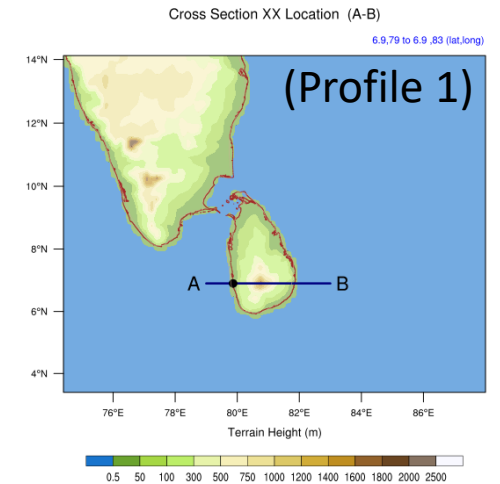 Cross Section XX Location (A-B)
6.9,79 to 6.9 ,83 (lat,long)
(Profile 1)
14°N
12°N
10°N
8°N
6°N
4°N
A
B
76°E 78°E 80°E 82°E 84°E 86°E
Terrain Height (m)
0.5 50 100 300 500 750 1000 1200 1400 1600 1800 2000 2500